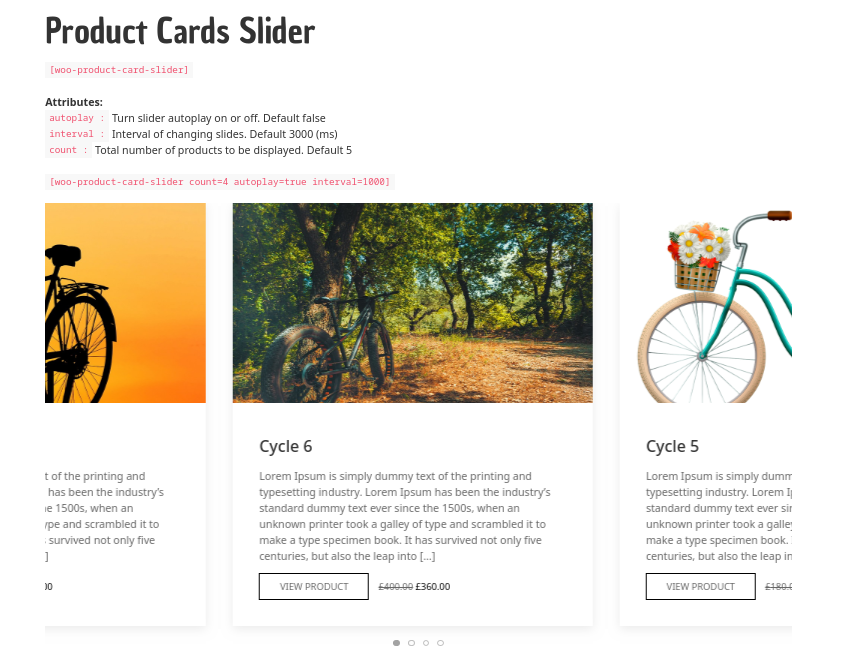 Product Cards Slider
[woo-product-card-slider]
Attributes:
autoplay : Turn slider autoplay on or off. Default false
interval : Interval of changing slides. Default 3000 (ms)
count : Total number of products to be displayed. Default 5
[woo-product-card-slider count=4 autoplay=true interval=1000]
t of the printing and
has been the industry’s
e 1500s, when an
ype and scrambled it to
survived not only five
]
00
Cycle 6
Lorem Ipsum is simply dummy text of the printing and
typesetting industry. Lorem Ipsum has been the industry’s
standard dummy text ever since the 1500s, when an
unknown printer took a galley of type and scrambled it to
make a type specimen book. It has survived not only five
centuries, but also the leap into [...]
VIEW PRODUCT £400.00 £360.00
Cycle 5
Lorem Ipsum is simply dumm
typesetting industry. Lorem Ip
standard dummy text ever sin
unknown printer took a galley
make a type specimen book.
centuries, but also the leap in
VIEW PRODUCT £180.0